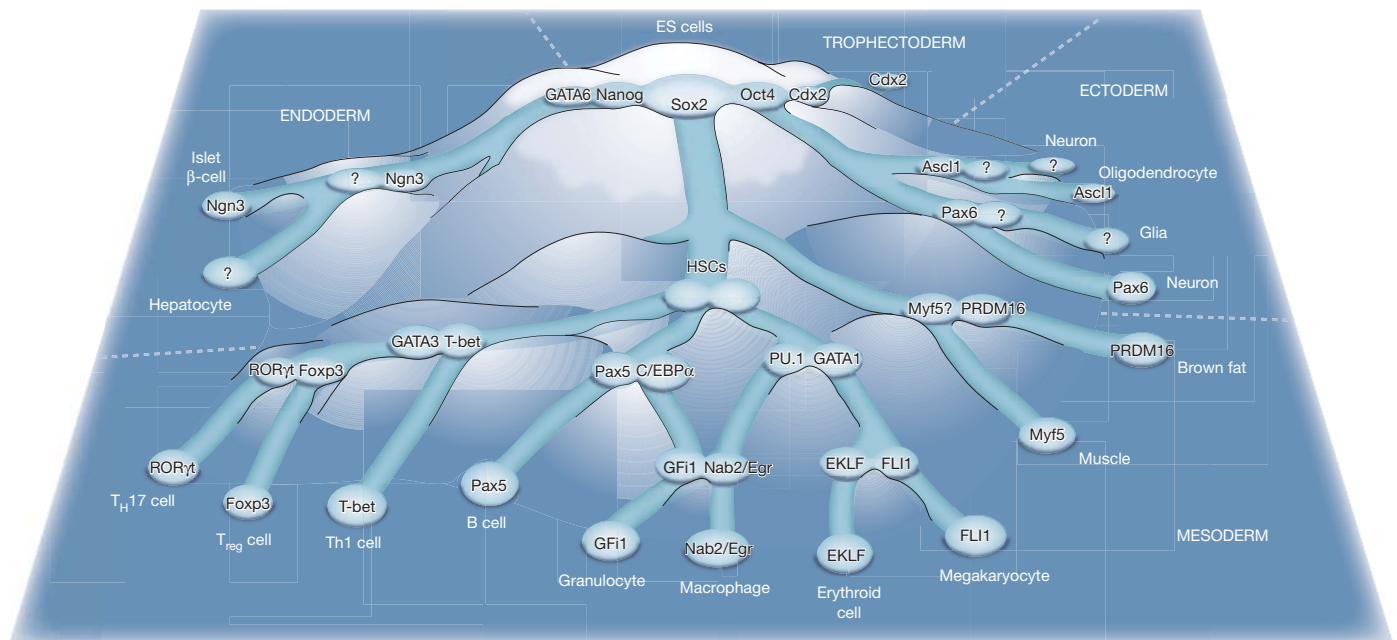 ES cells
TROPHECTODERM
Cdx2
GATA6 Nanog Sox2 Oct4 Cdx2
ECTODERM
ENDODERM
Neuron
Islet
β-cell
? Ngn3
Ascl1 ? ?
Oligodendrocyte
Ascl1
Ngn3
Pax6 ?
Glia
?
?
HSCs
Neuron
Pax6
Hepatocyte
Myf5? PRDM16
GATA3 T-bet
PRDM16
Brown fat
RORγt Foxp3
Pax5 C/EBPα
PU.1 GATA1
Myf5
Muscle
RORγt
GFi1 Nab2/Egr
EKLF FLI1
TH17 cell
Foxp3
T-bet
Pax5
B cell
Treg cell
Th1 cell
GFi1
Nab2/Egr
EKLF
FLI1
MESODERM
Granulocyte
Macrophage
Erythroid
cell
Megakaryocyte